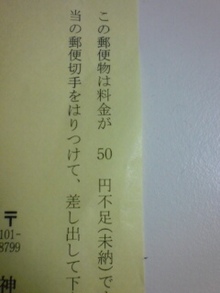 この郵便物は料金が 50 円不足(未納)で
当の郵便切手をはりつけて、差し出して下
〒
101-
8799
神